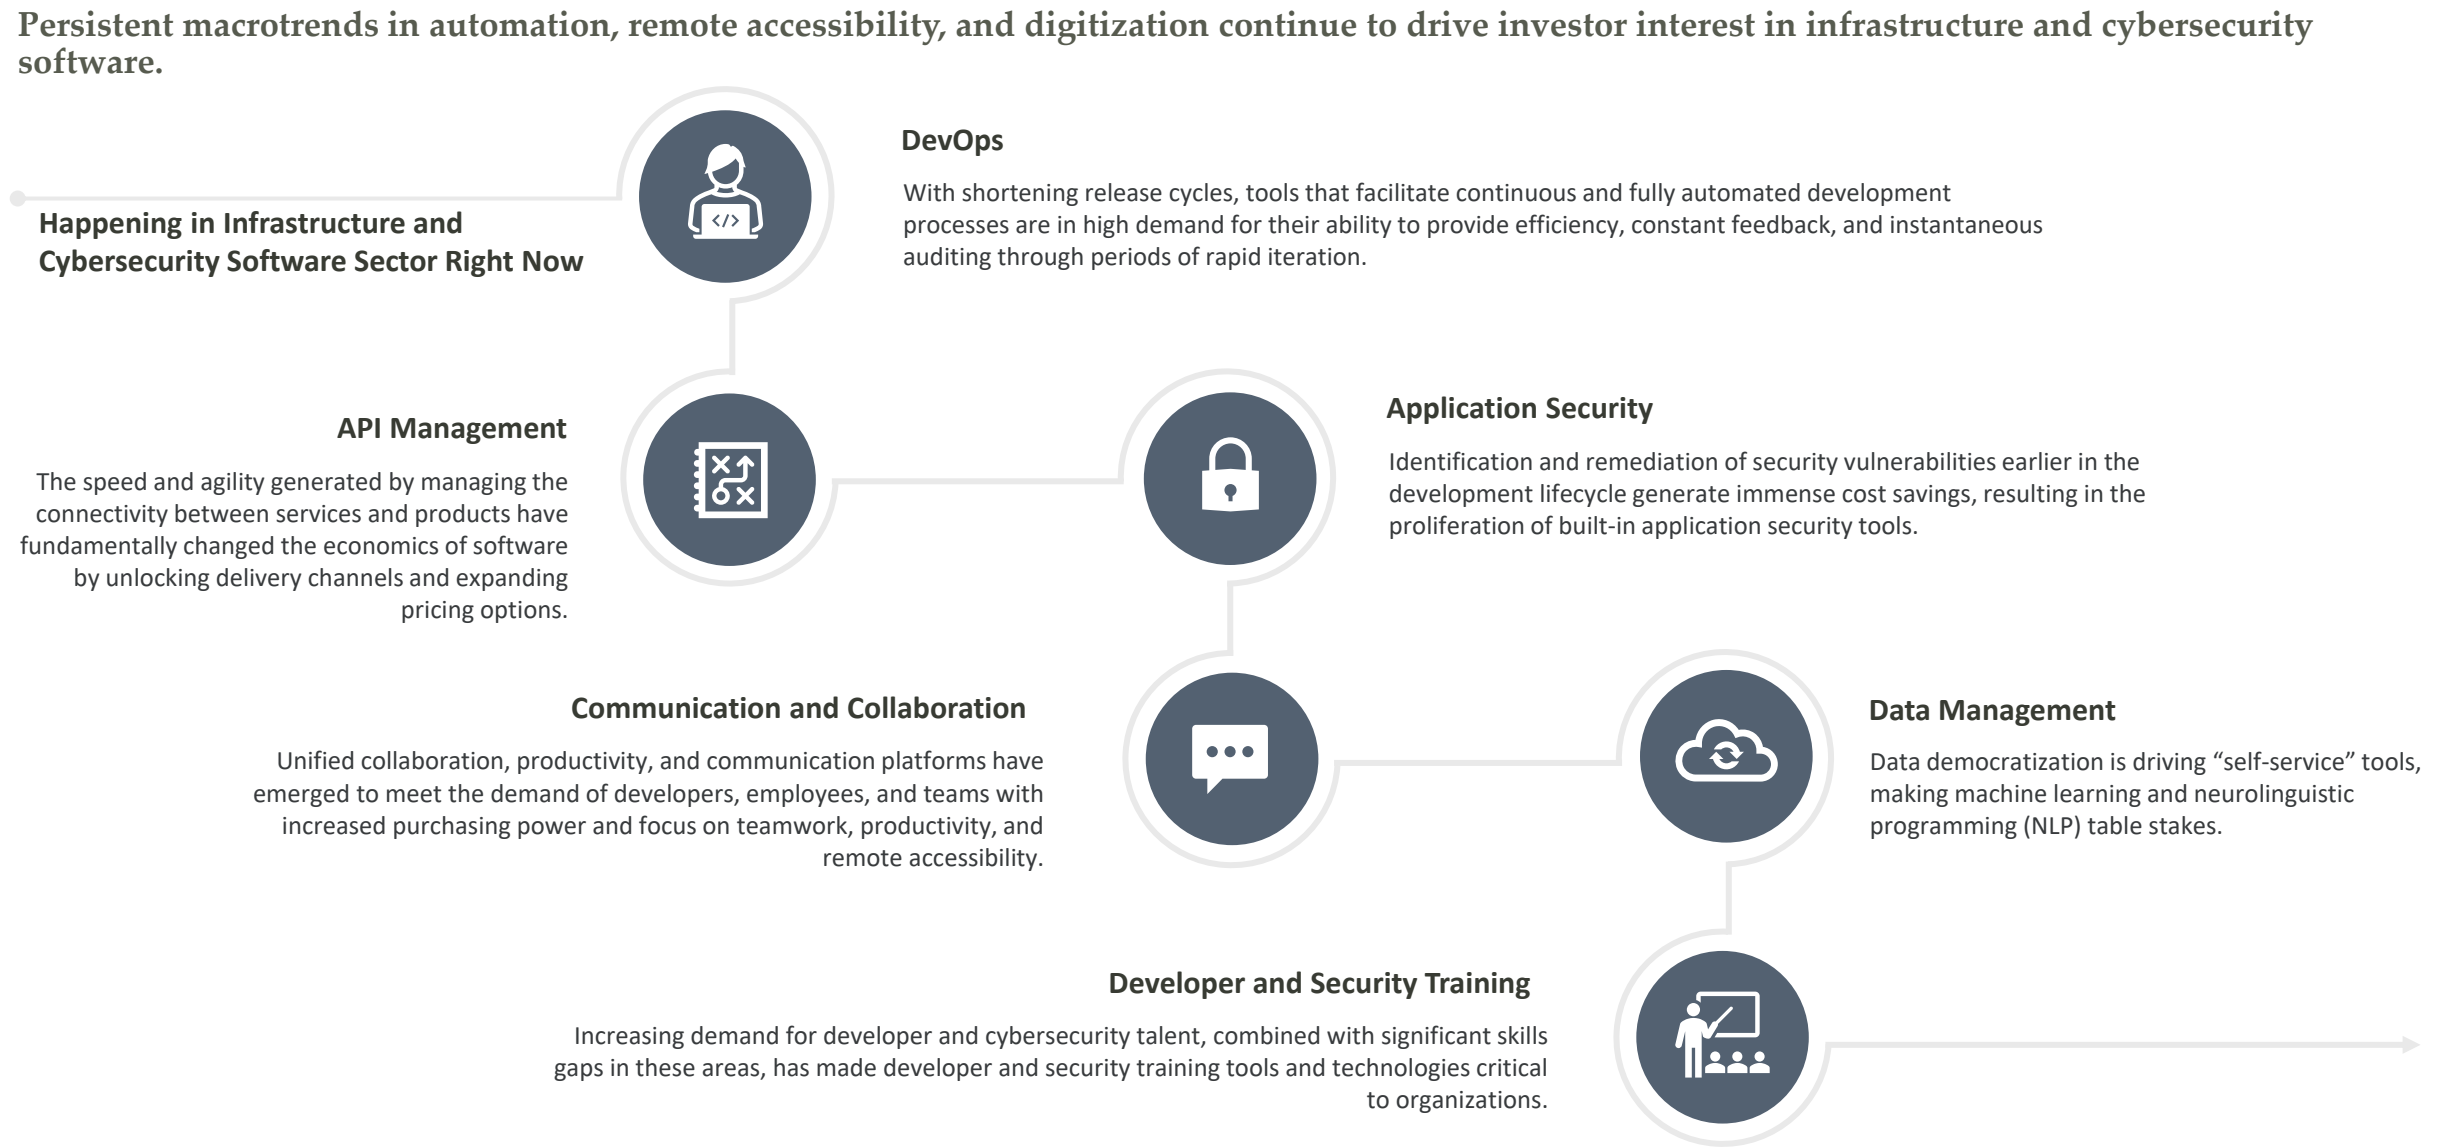 Persistent macrotrends in automation, remote accessibility, and digitization continue to drive investor interest in infrastructure and cybersecurity
software.
Happening in Infrastructure and
Cybersecurity Software Sector Right Now
</>
DevOps
With shortening release cycles, tools that facilitate continuous and fully automated development
processes are in high demand for their ability to provide efficiency, constant feedback, and instantaneous
auditing through periods of rapid iteration.
API Management
The speed and agility generated by managing the
connectivity between services and products have
fundamentally changed the economics of software
by unlocking delivery channels and expanding
pricing options.
Application Security
Identification and remediation of security vulnerabilities earlier in the
development lifecycle generate immense cost savings, resulting in the
proliferation of built-in application security tools.
Communication and Collaboration
Unified collaboration, productivity, and communication platforms have
emerged to meet the demand of developers, employees, and teams with
increased purchasing power and focus on teamwork, productivity, and
remote accessibility.
Data Management
Data democratization is driving “self-service” tools,
making machine learning and neurolinguistic
programming (NLP) table stakes.
Developer and Security Training
Increasing demand for developer and cybersecurity talent, combined with significant skills
gaps in these areas, has made developer and security training tools and technologies critical
to organizations.